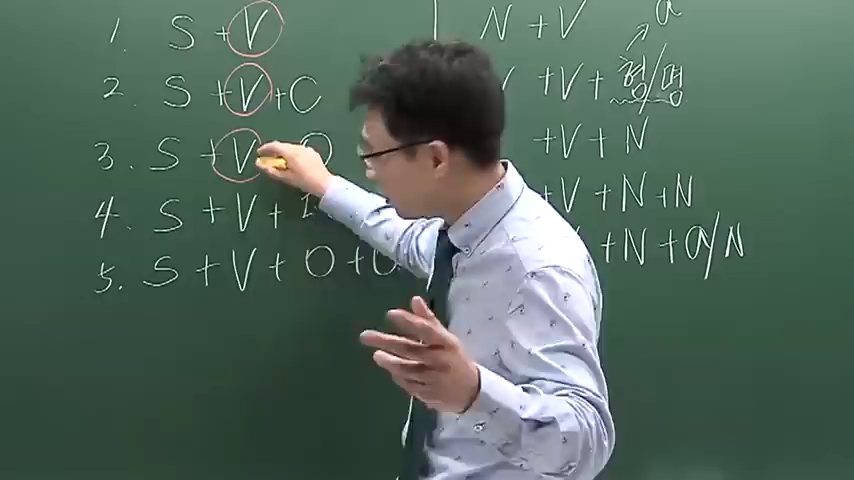 1. S + V
2. S + V + C
3. S + V O
4. S + V +
5. S + V + O + O
N + V
a
+ V + 형/명
+ V + N
+ V + N + N
+ N + a/N